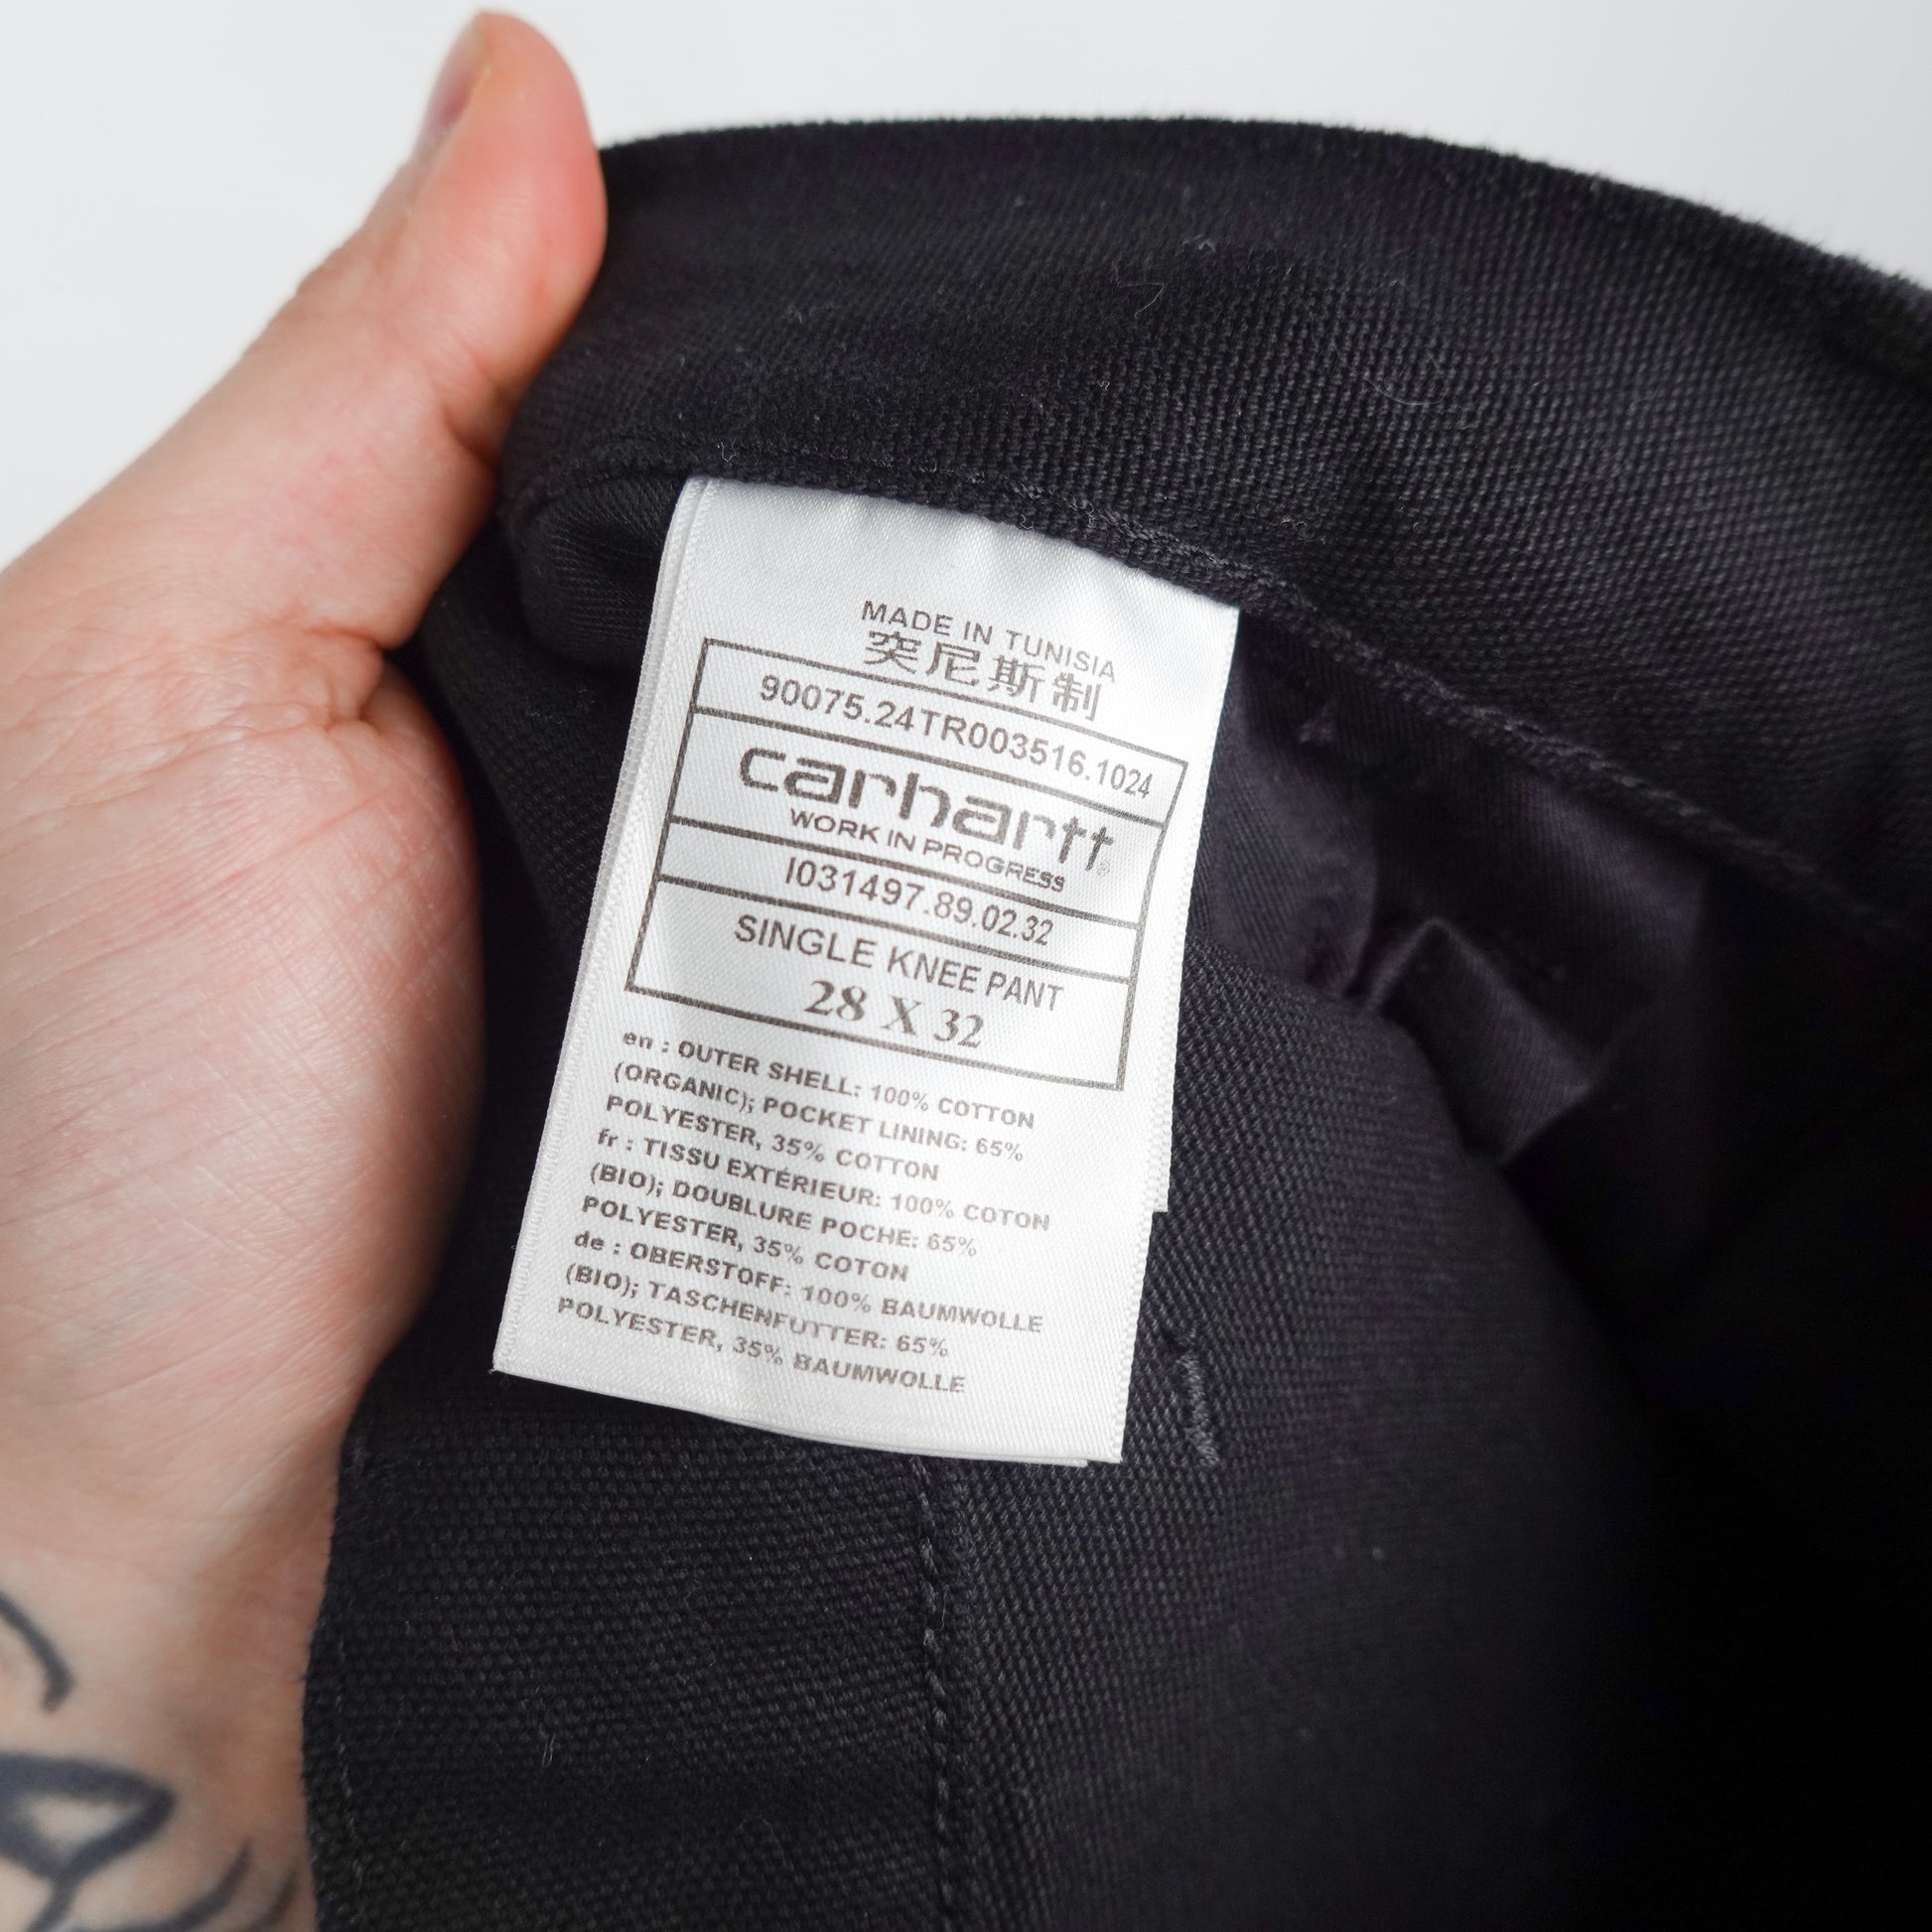 MADE IN TUNISIA
突尼斯制
90075.24TR003516.1024
carhartt®
WORK IN PROGRESS
I031497.89.02.32
SINGLE KNEE PANT
28 X 32
en : OUTER SHELL: 100% COTTON
(ORGANIC); POCKET LINING: 65%
POLYESTER, 35% COTTON
fr : TISSU EXTÉRIEUR: 100% COTON
(BIO); DOUBLURE POCHE: 65%
POLYESTER, 35% COTON
de : OBERSTOFF: 100% BAUMWOLLE
(BIO); TASCHENFUTTER: 65%
POLYESTER, 35% BAUMWOLLE